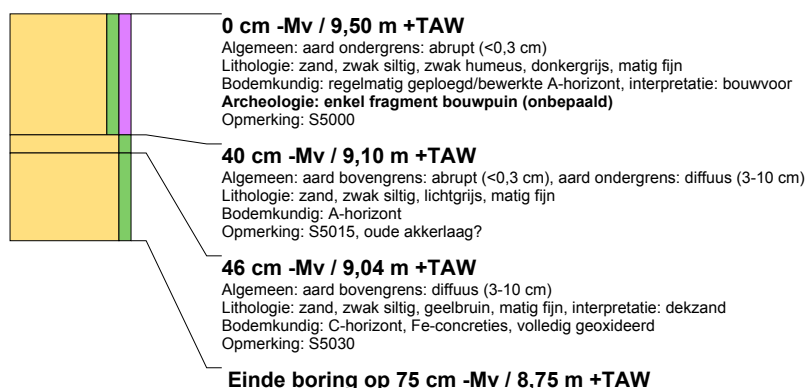 0 cm -Mv / 9,50 m +TAW
Algemeen: aard ondergrens: abrupt (<0,3 cm)
Lithologie: zand, zwak siltig, zwak humeus, donkergrijs, matig fijn
Bodemkundig: regelmatig geploegd/bewerkte A-horizont, interpretatie: bouwvoor
Archeologie: enkel fragment bouwpuin (onbepaald)
Opmerking: S5000
40 cm -Mv / 9,10 m +TAW
Algemeen: aard bovengrens: abrupt (<0,3 cm), aard ondergrens: diffuus (3-10 cm)
Lithologie: zand, zwak siltig, lichtgrijs, matig fijn
Bodemkundig: A-horizont
Opmerking: S5015, oude akkerlaag?
46 cm -Mv / 9,04 m +TAW
Algemeen: aard bovengrens: diffuus (3-10 cm)
Lithologie: zand, zwak siltig, geelbruin, matig fijn, interpretatie: dekzand
Bodemkundig: C-horizont, Fe-concreties, volledig geoxideerd
Opmerking: S5030
Einde boring op 75 cm -Mv / 8,75 m +TAW